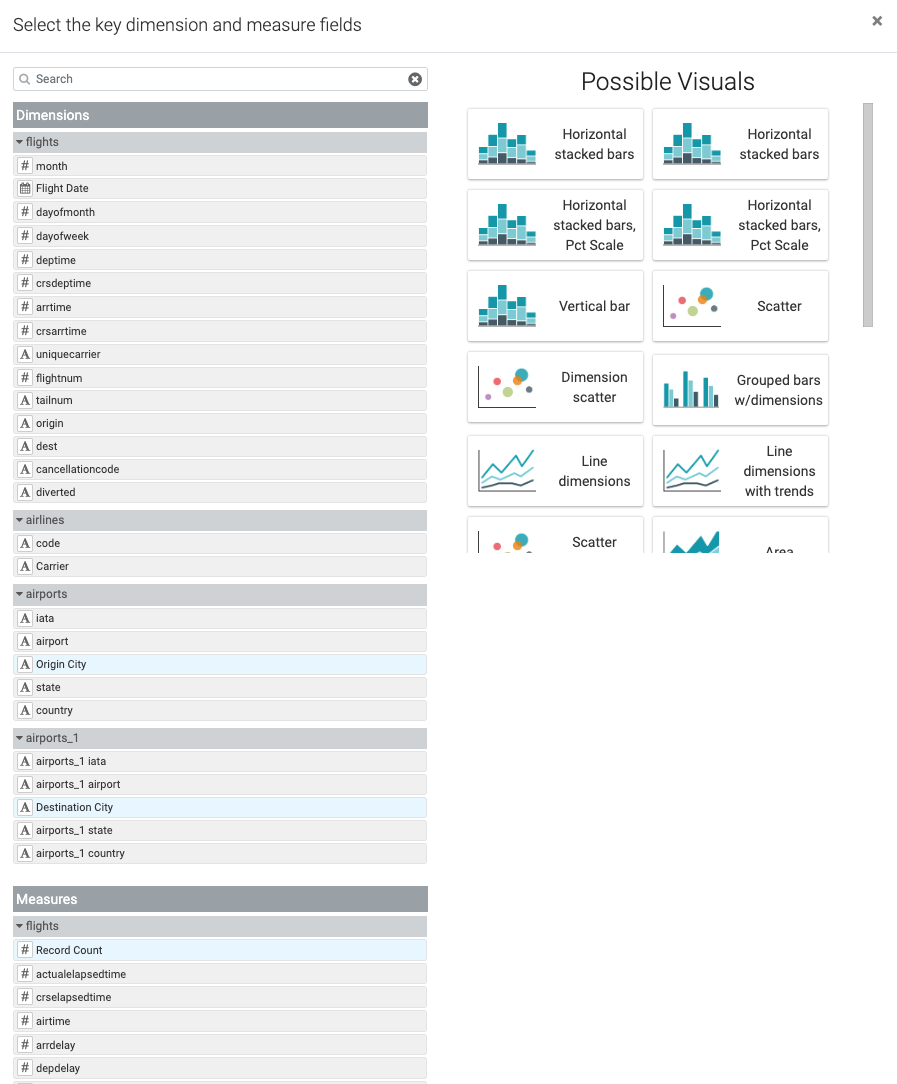 Select the key dimension and measure fields
×
Search
Dimensions
flights
# month
Flight Date
# dayofmonth
# dayofweek
# deptime
# crsdeptime
# arrtime
# crsarrtime
A uniquecarrier
# flightnum
A tailnum
A origin
A dest
A cancellationcode
A diverted
airlines
A code
A Carrier
airports
A iata
A airport
A Origin City
A state
A country
airports_1
A airports_1 iata
A airports_1 airport
A Destination City
A airports_1 state
A airports_1 country
Measures
flights
# Record Count
# actualelapsedtime
# crselapsedtime
# airtime
# arrdelay
# depdelay
Possible Visuals
Horizontal
stacked bars
Horizontal
stacked bars
Horizontal
stacked bars,
Pct Scale
Horizontal
stacked bars,
Pct Scale
Vertical bar
Scatter
Dimension
scatter
Grouped bars
w/dimensions
Line
dimensions
Line
dimensions
with trends
Scatter
Area